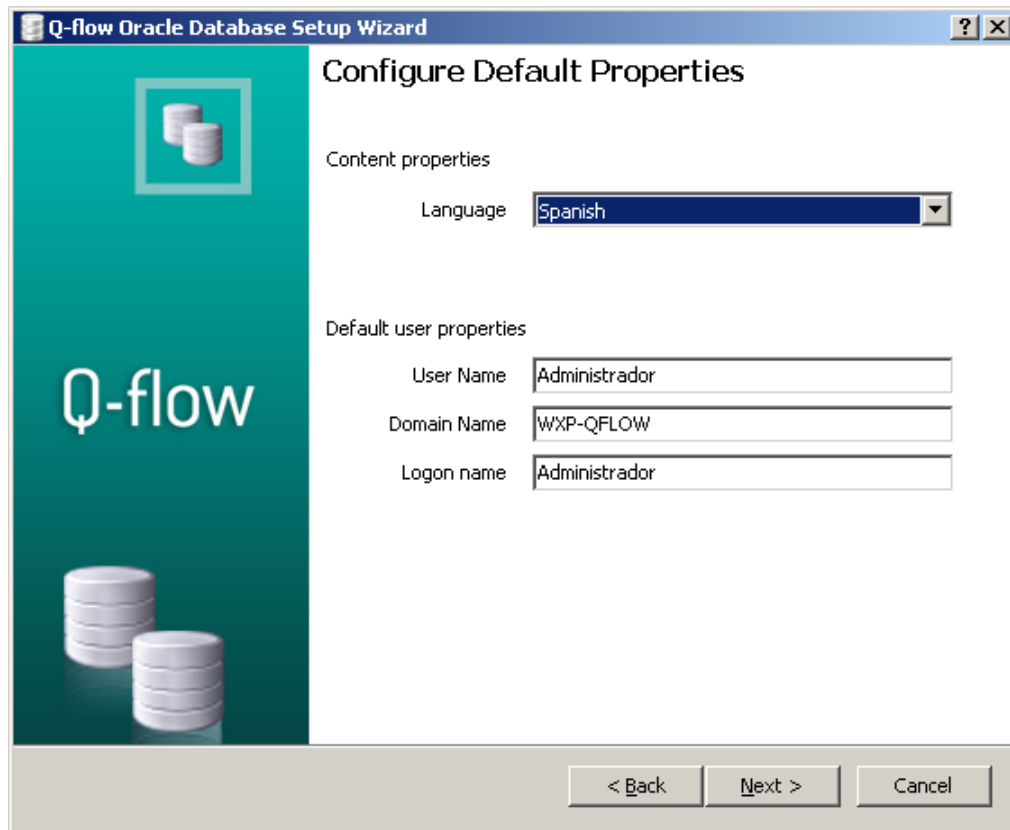 Q-flow Oracle Database Setup Wizard
Configure Default Properties
Content properties
Language Spanish
Default user properties
User Name Administrador
Domain Name WXP-QFLOW
Logon name Administrador
Q-flow
< Back Next > Cancel